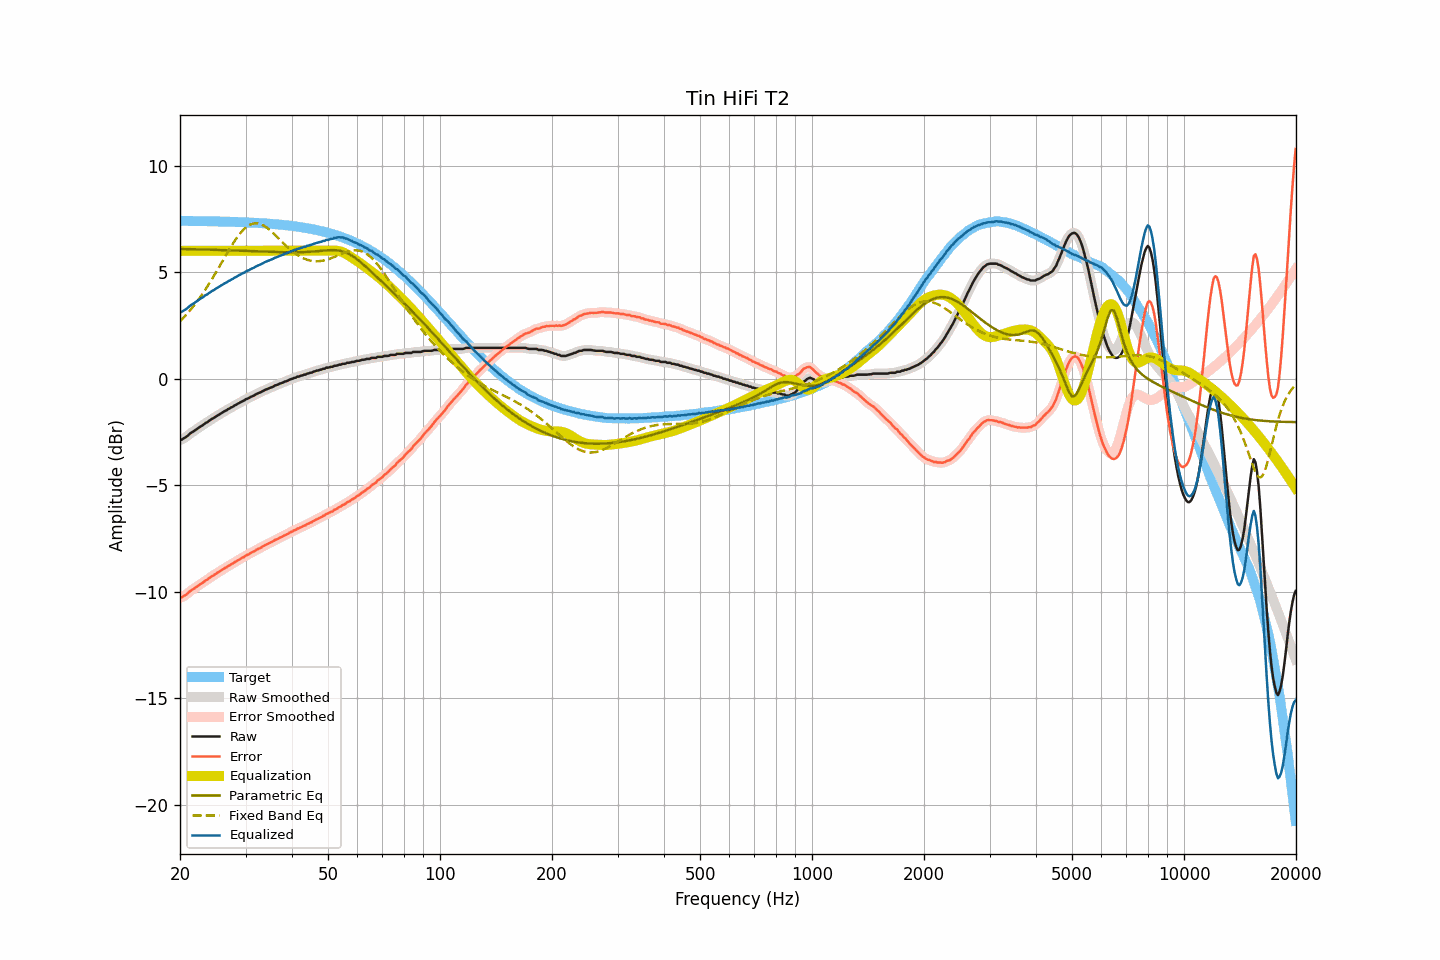 Tin HiFi T2
Amplitude (dBr)
10
5
0
−5
−10
−15
−20
Target
Raw Smoothed
Error Smoothed
Raw
Error
Equalization
Parametric Eq
Fixed Band Eq
Equalized
20 50 100 200 500 1000 2000 5000 10000 20000
Frequency (Hz)